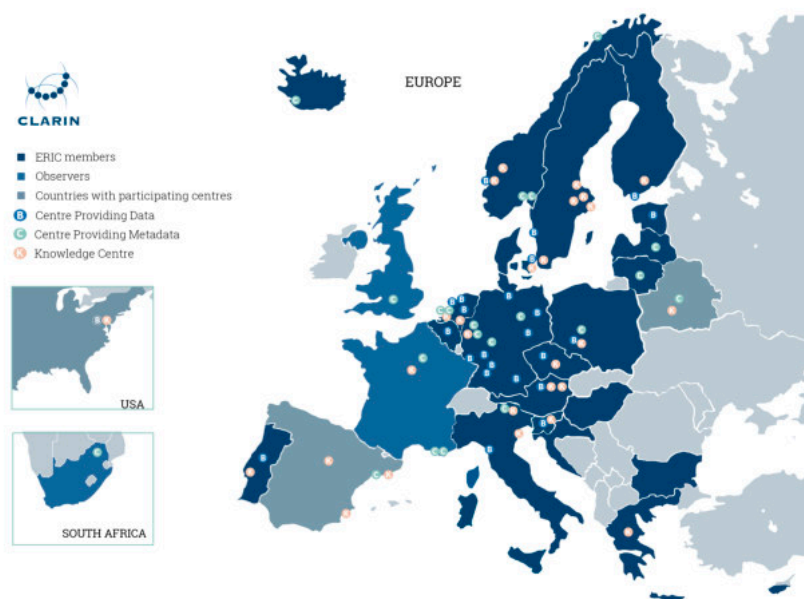 EUROPE
CLARIN
ERIC members
Observers
Countries with participating centres
B Centre Providing Data
C Centre Providing Metadata
K Knowledge Centre
USA
SOUTH AFRICA